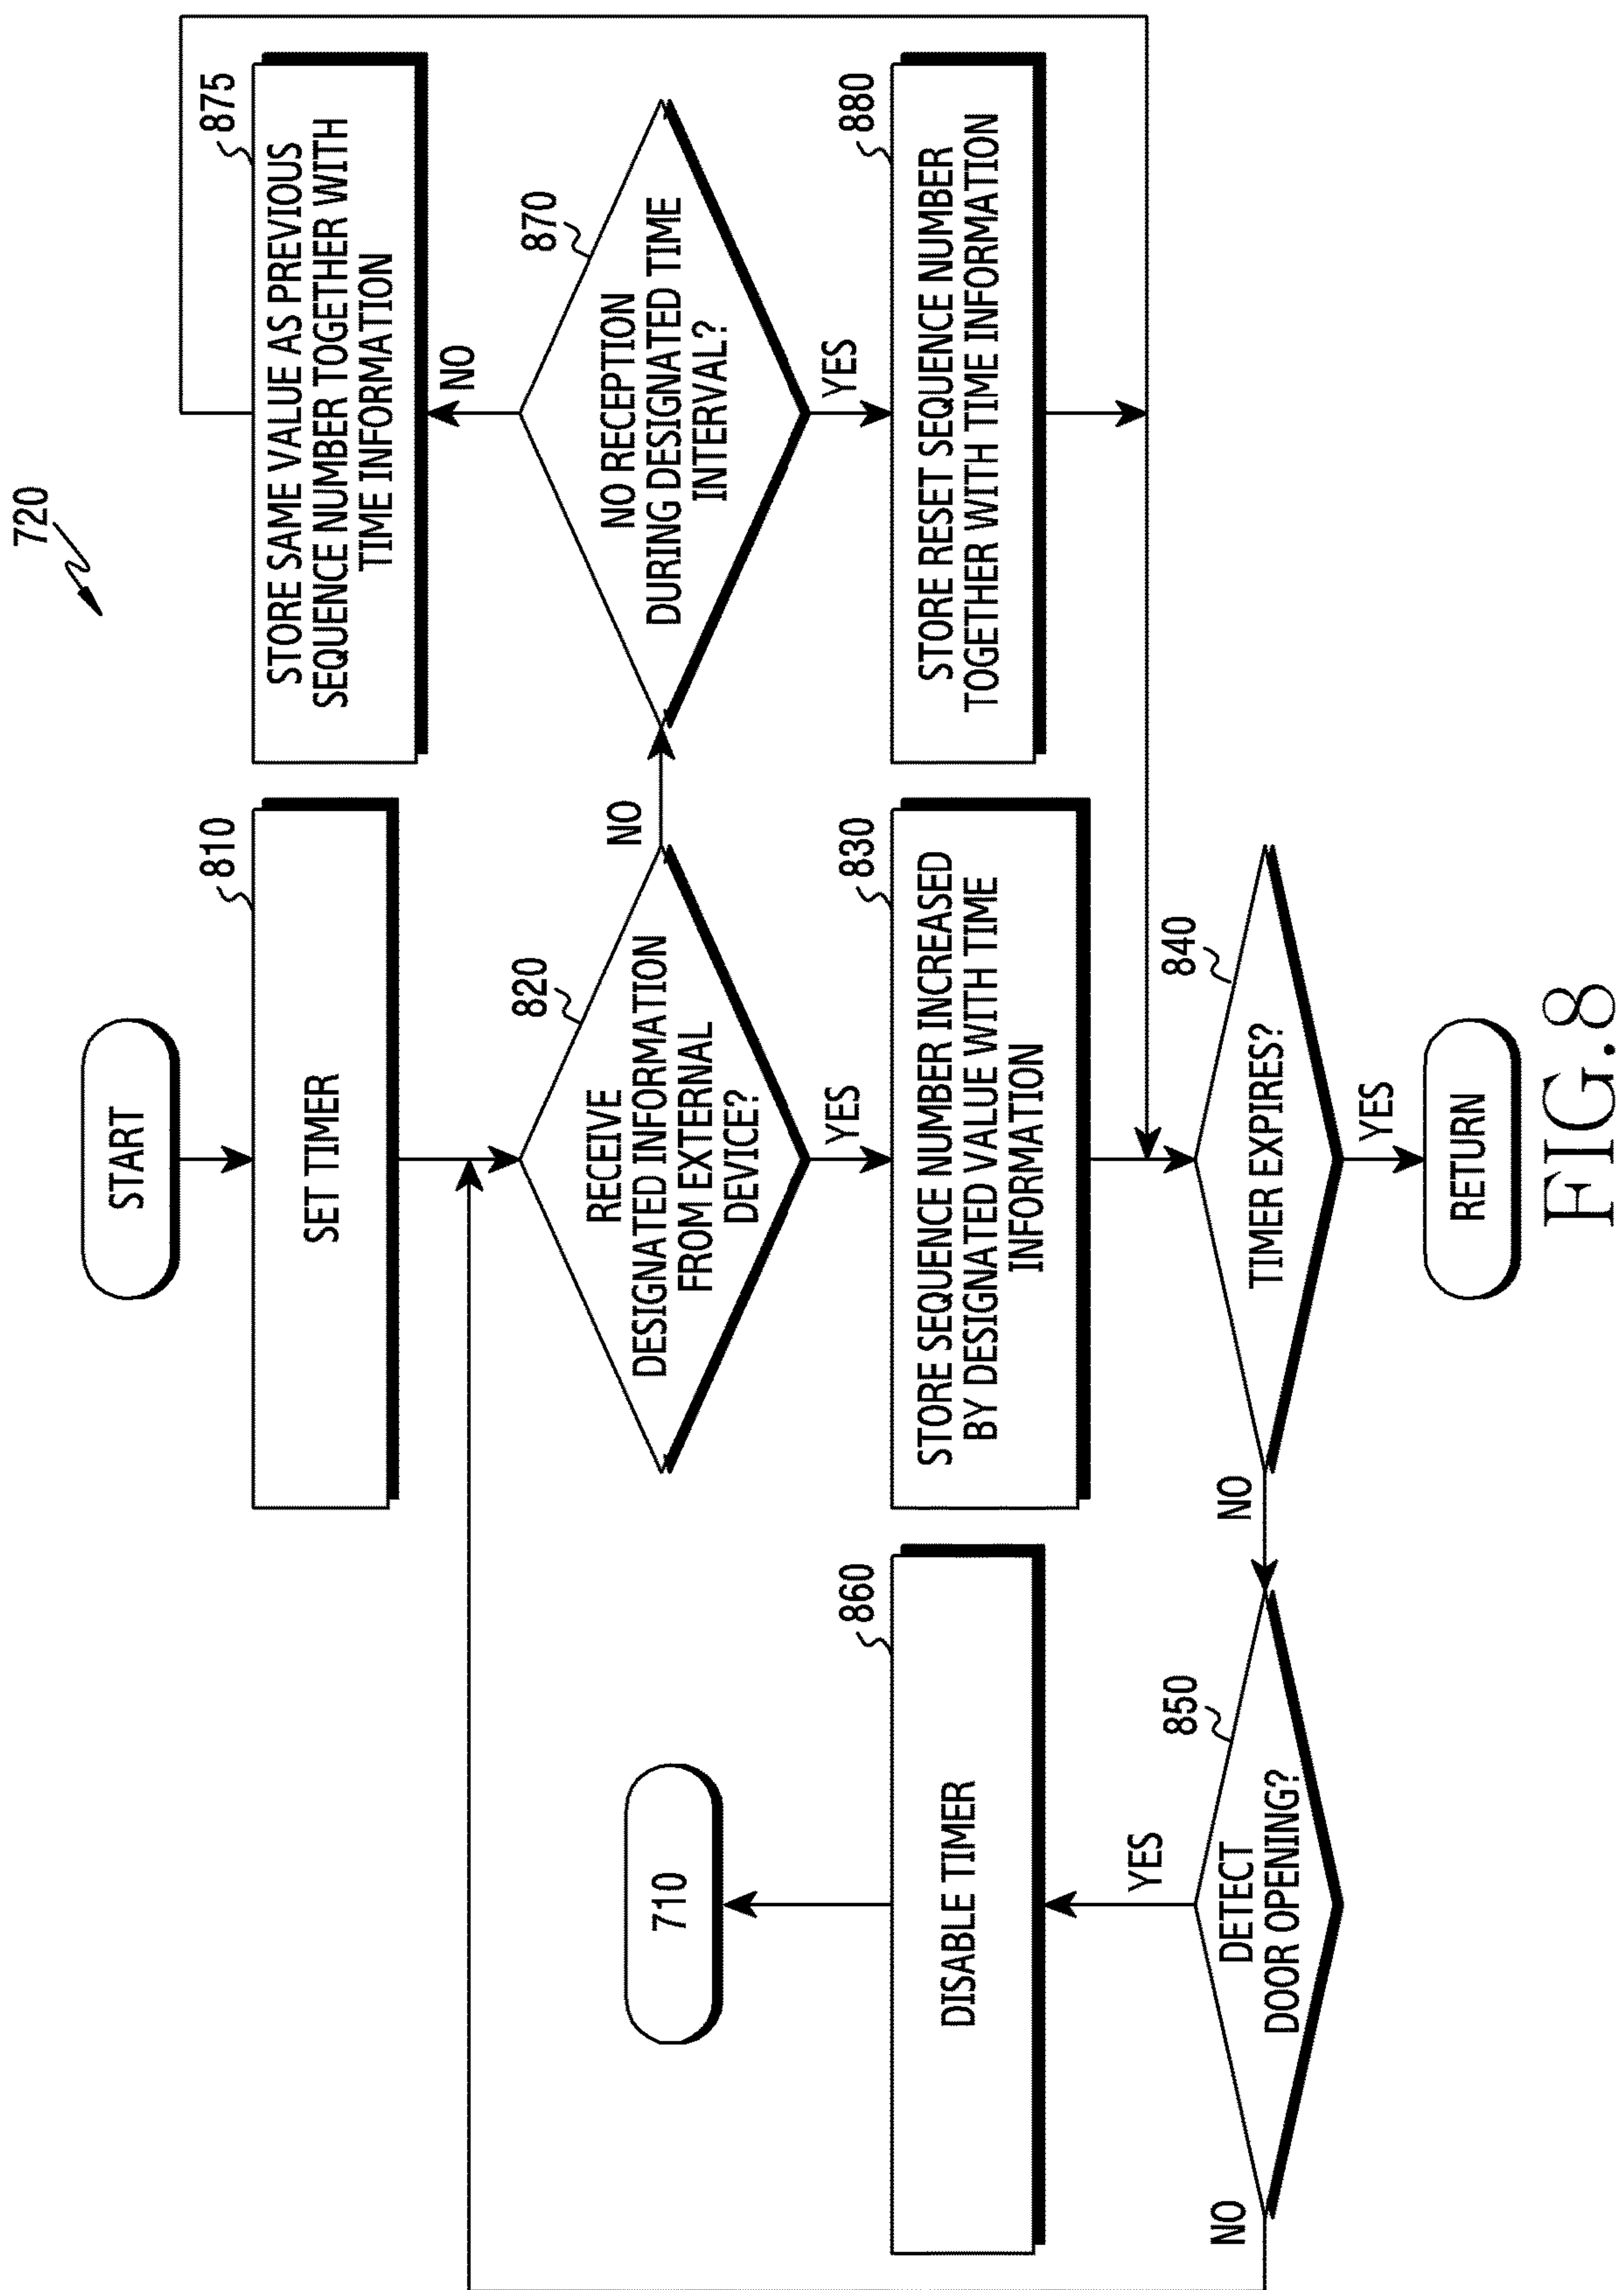 720
START
810
SET TIMER
820
RECEIVE
DESIGNATED INFORMATION
FROM EXTERNAL
DEVICE?
NO
YES
870
NO RECEPTION
DURING DESIGNATED TIME
INTERVAL?
NO
YES
875
STORE SAME VALUE AS PREVIOUS
SEQUENCE NUMBER TOGETHER WITH
TIME INFORMATION
880
STORE RESET SEQUENCE NUMBER
TOGETHER WITH TIME INFORMATION
830
STORE SEQUENCE NUMBER INCREASED
BY DESIGNATED VALUE WITH TIME
INFORMATION
840
TIMER EXPIRES?
NO
YES
RETURN
850
DETECT
DOOR OPENING?
NO
YES
860
DISABLE TIMER
710
FIG.8